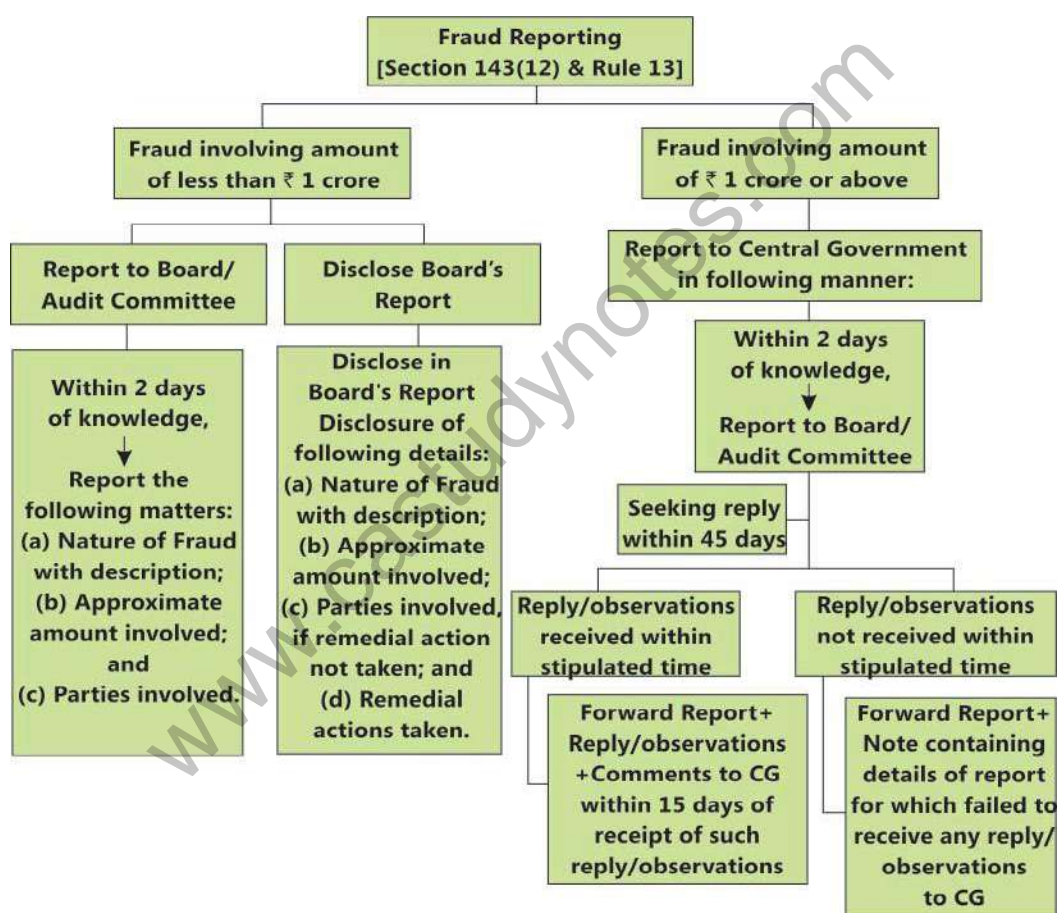 Fraud Reporting
[Section 143(12) & Rule 13]
Fraud involving amount
of less than ₹ 1 crore
Fraud involving amount
of ₹ 1 crore or above
Report to Board/
Audit Committee
Disclose Board's
Report
Report to Central Government
in following manner:
Within 2 days
of knowledge,
Report the
following matters:
(a) Nature of Fraud
with description;
(b) Approximate
amount involved;
and
(c) Parties involved.
Disclose in
Board's Report
Disclosure of
following details:
(a) Nature of Fraud
with description;
(b) Approximate
amount involved;
(c) Parties involved,
if remedial action
not taken; and
(d) Remedial
actions taken.
Within 2 days
of knowledge,
Report to Board/
Audit Committee
Seeking reply
within 45 days
Reply/observations
received within
stipulated time
Reply/observations
not received within
stipulated time
Forward Report+
Reply/observations
+Comments to CG
within 15 days of
receipt of such
reply/observations
Forward Report+
Note containing
details of report
for which failed to
receive any reply/
observations
to CG
www.castudynotes.com